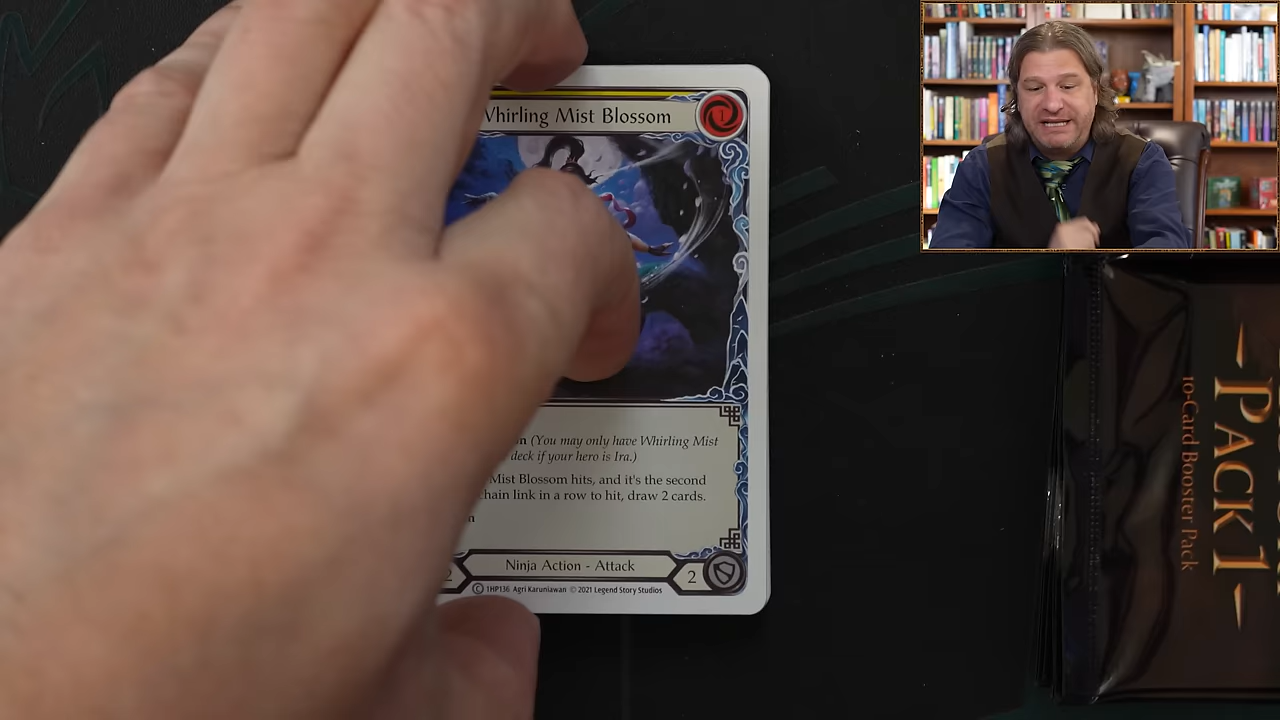 Whirling Mist Blossom
1
(You may only have Whirling Mist
deck if your hero is Ira.)
Mist Blossom hits, and it's the second
chain link in a row to hit, draw 2 cards.
2
Ninja Action - Attack
2
C 1HP136 Agri Karuniawan © 2021 Legend Story Studios
PACK 1
10-Card Booster Pack